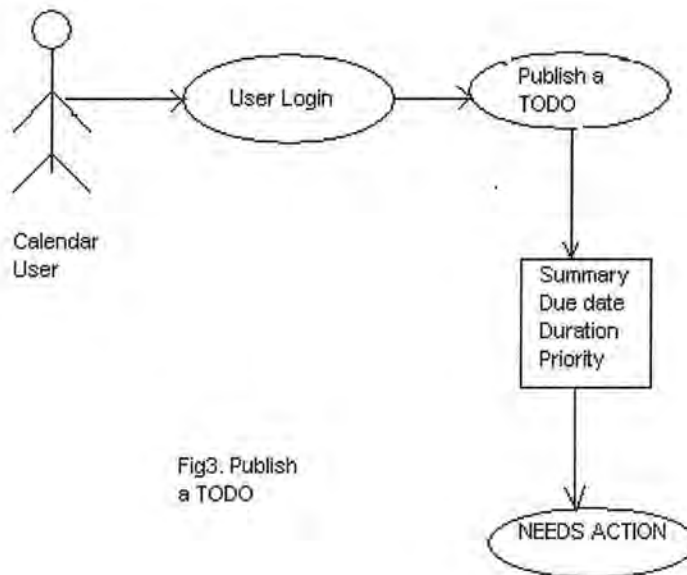 User Login
Publish a
TODO
Calendar
User
Summary
Due date
Duration
Priority
Fig3. Publish
a TODO
NEEDS ACTION